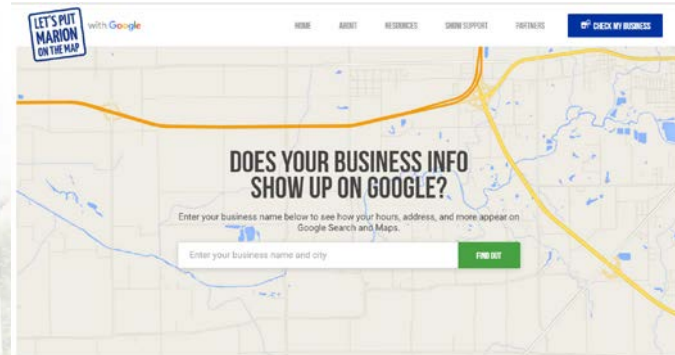 LET'S PUT
MARION
ON THE MAP
with Google
HOME ABOUT RESOURCES SHOW SUPPORT PARTNERS CHECK MY BUSINESS
DOES YOUR BUSINESS INFO
SHOW UP ON GOOGLE?
Enter your business name below to see how your hours, address, and more appear on
Google Search and Maps.
Enter your business name and city FIND OUT